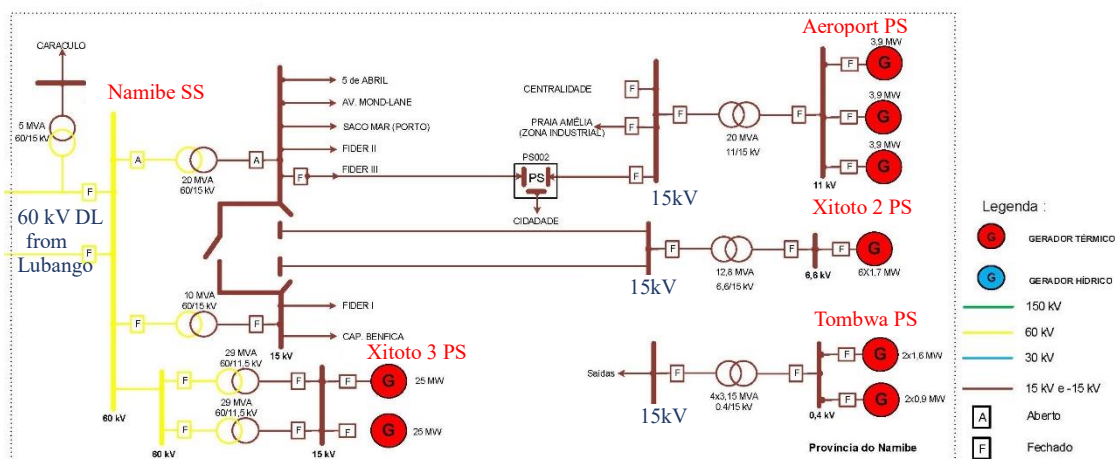 Aeroport PS
CARACULO
Namibe SS
5 MVA
60/15 kV
F
60 kV DL
from
Lubango
F
A
20 MVA
60/15 kV
A
5 de ABRIL
AV. MOND-LANE
SACO MAR (PORTO)
FIDER II
F
FIDER III
PS002
PS
CIDADADE
CENTRALIDADE
F
PRAIA AMÉLIA
(ZONA INDUSTRIAL)
F
F
15kV
F
20 MVA
11/15 kV
F
11 kV
F
3,9 MW
G
F
3,9 MW
G
F
3,9 MW
G
Xitoto 2 PS
15kV
F
12,8 MVA
6,6/15 kV
F
6,6 kV
F
G
6X1,7 MW
F
10 MVA
60/15 kV
F
15 kV
FIDER I
CAP. BENFICA
60 kV
Xitoto 3 PS
29 MVA
60/11,5 kV
F
F
F
G
25 MW
29 MVA
60/11,5 kV
F
F
F
G
25 MW
60 kV
15 kV
Tombwa PS
Saídas
15kV
F
4x3,15 MVA
0.4/15 kV
F
0,4 kV
F
G
2x1,6 MW
F
G
2x0,9 MW
Província do Namibe
Legenda :
G
GERADOR TÉRMICO
G
GERADOR HÍDRICO
150 kV
60 kV
30 kV
15 kV e -15 kV
A
Aberto
F
Fechado